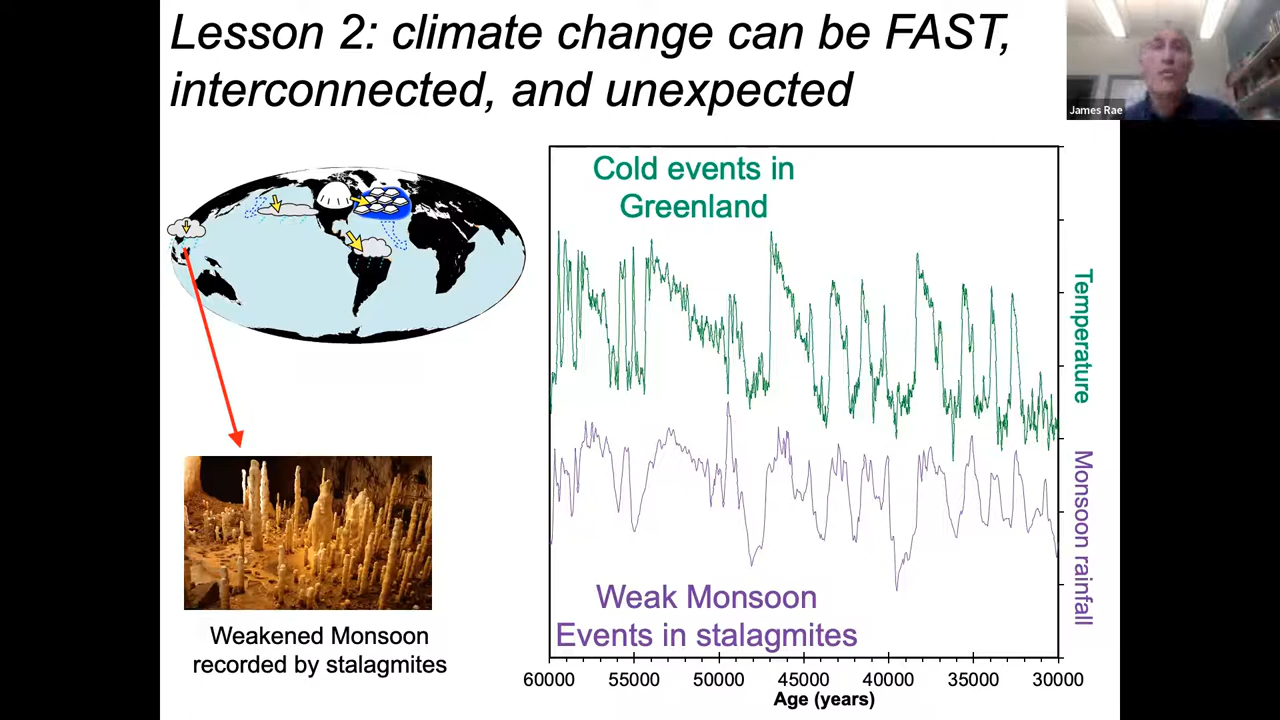 Lesson 2: climate change can be FAST,
interconnected, and unexpected
James Rae
Cold events in
Greenland
Temperature
Monsoon rainfall
Weak Monsoon
Events in stalagmites
Weakened Monsoon
recorded by stalagmites
60000 55000 50000 45000 40000 35000 30000
Age (years)